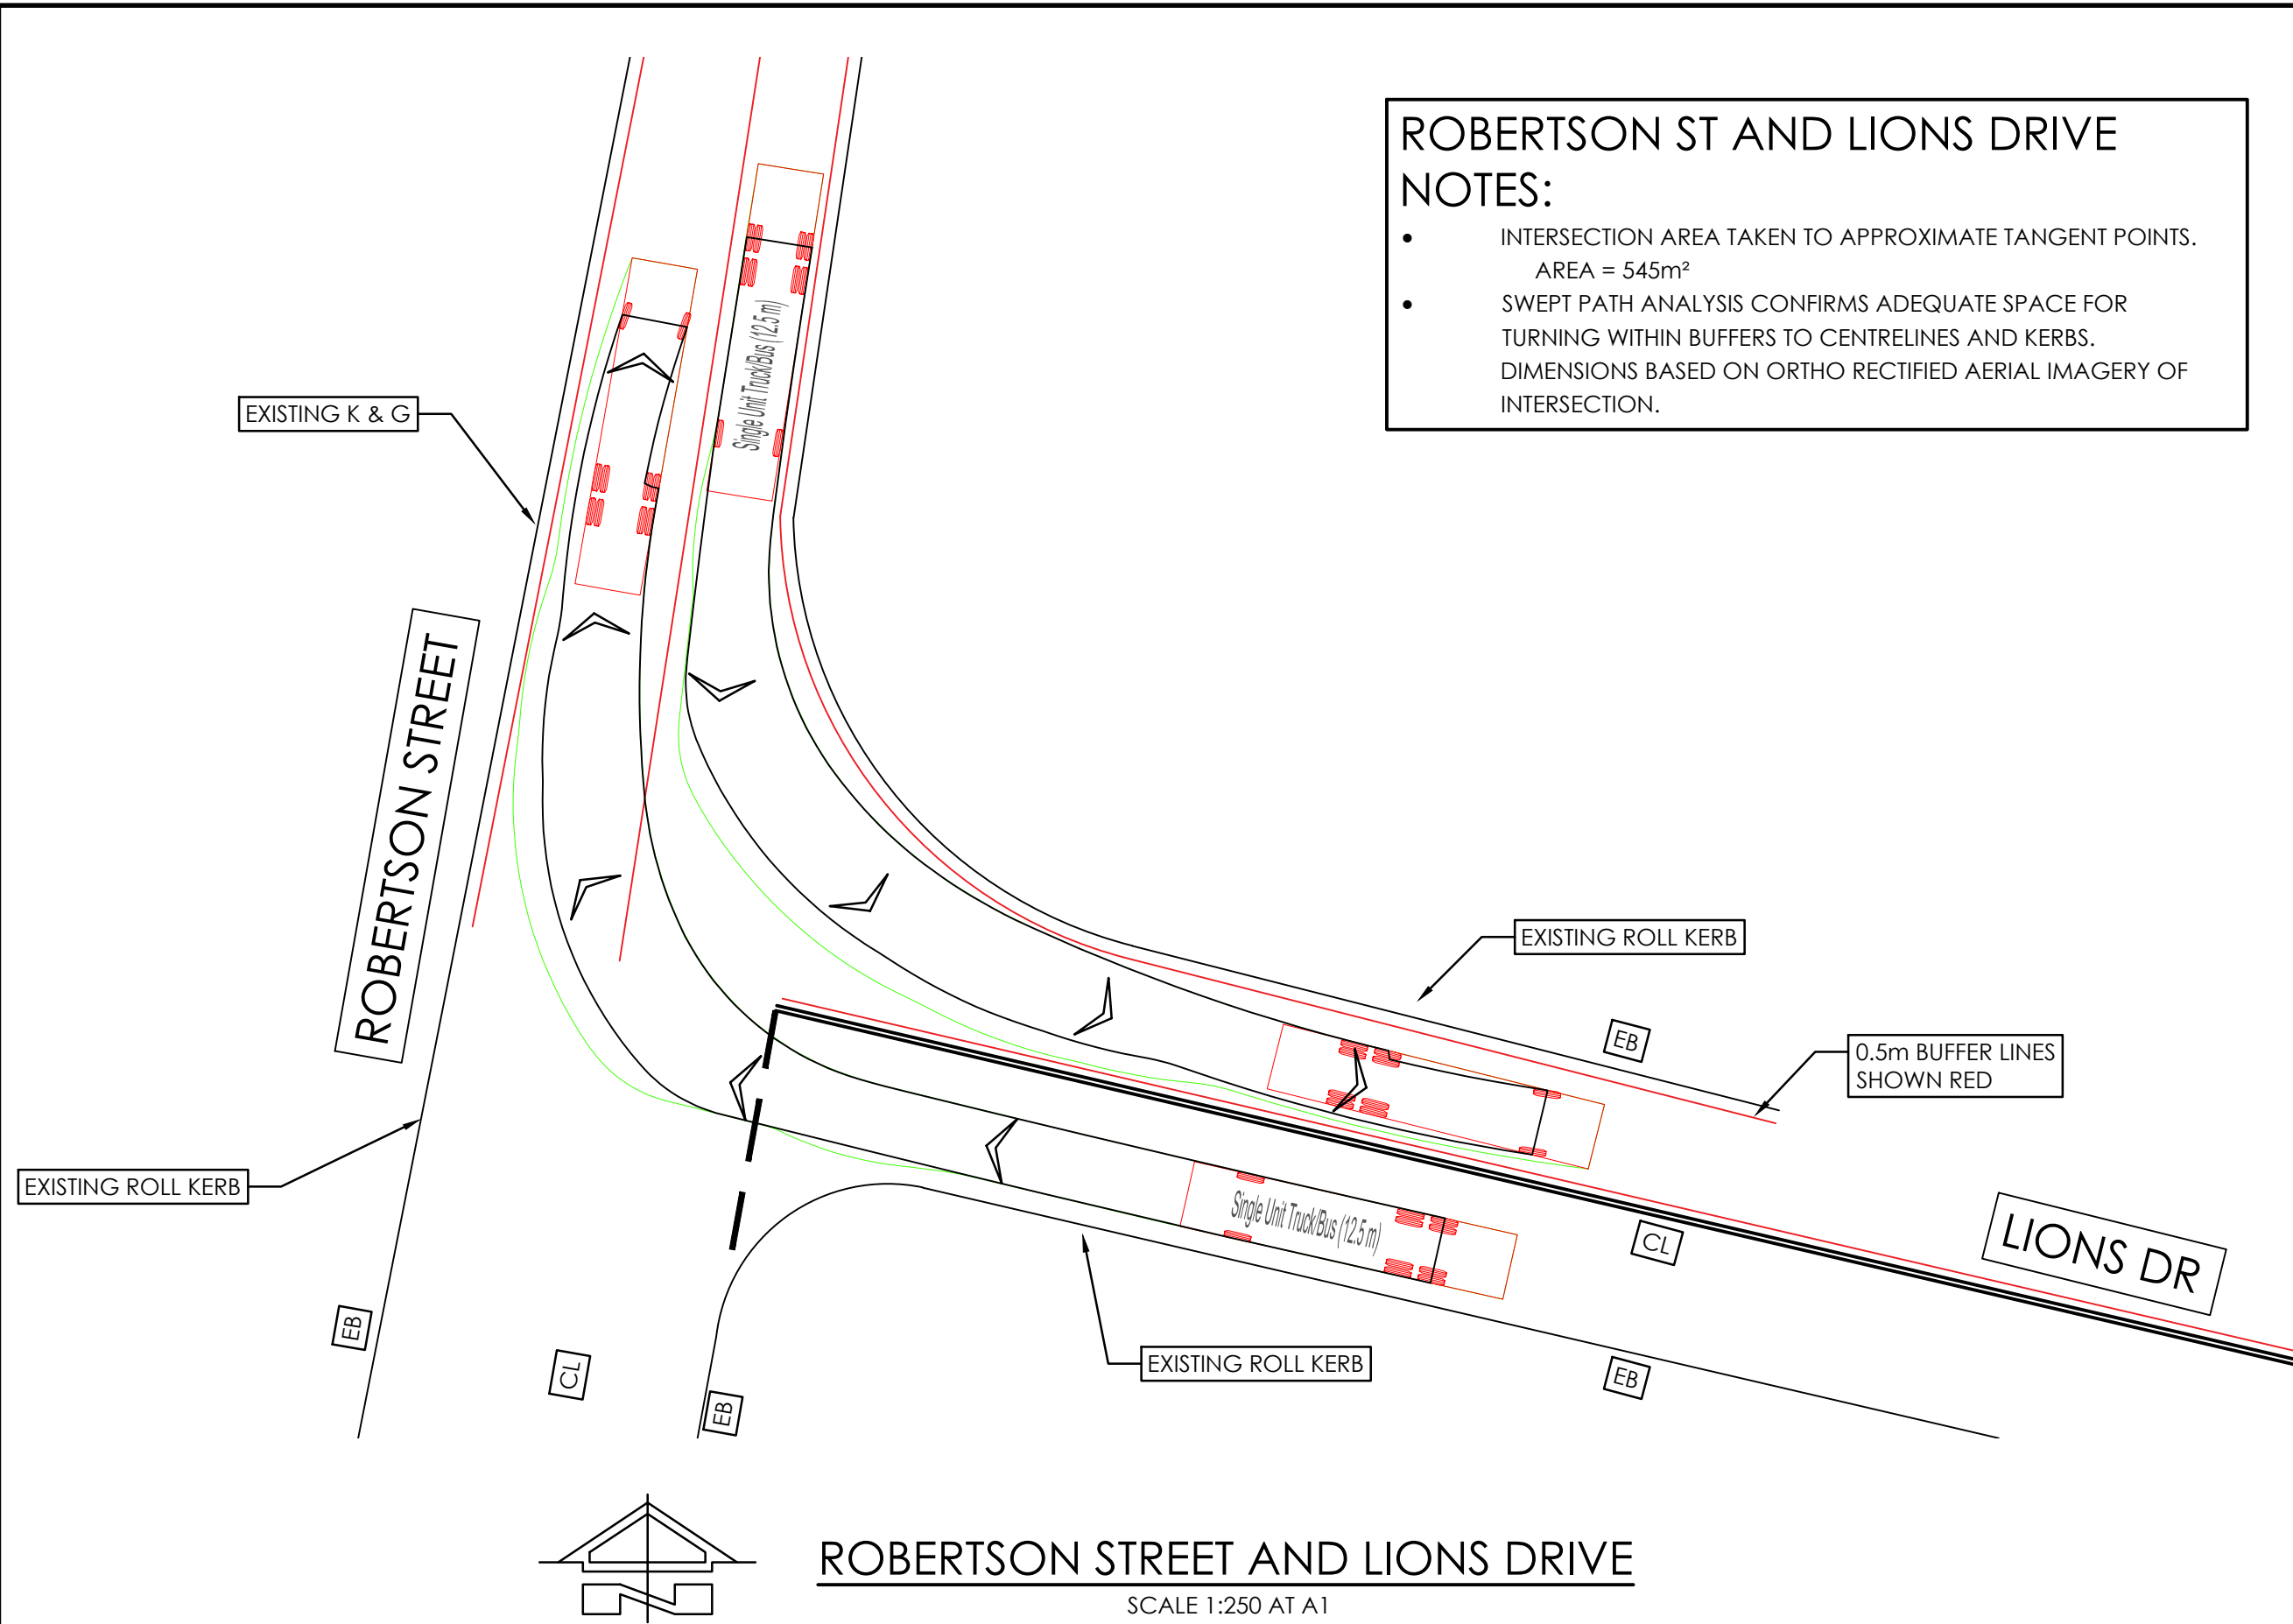 ROBERTSON ST AND LIONS DRIVE
NOTES:
• INTERSECTION AREA TAKEN TO APPROXIMATE TANGENT POINTS.
AREA = 545m²
• SWEPT PATH ANALYSIS CONFIRMS ADEQUATE SPACE FOR
TURNING WITHIN BUFFERS TO CENTRELINES AND KERBS.
DIMENSIONS BASED ON ORTHO RECTIFIED AERIAL IMAGERY OF
INTERSECTION.
Single Unit Truck/Bus (12.5 m)
EXISTING K & G
ROBERTSON STREET
EXISTING ROLL KERB
EB
0.5m BUFFER LINES
SHOWN RED
EXISTING ROLL KERB
Single Unit Truck/Bus (12.5 m)
CL
LIONS DR
EB
CL
EB
EXISTING ROLL KERB
EB
N
ROBERTSON STREET AND LIONS DRIVE
SCALE 1:250 AT A1